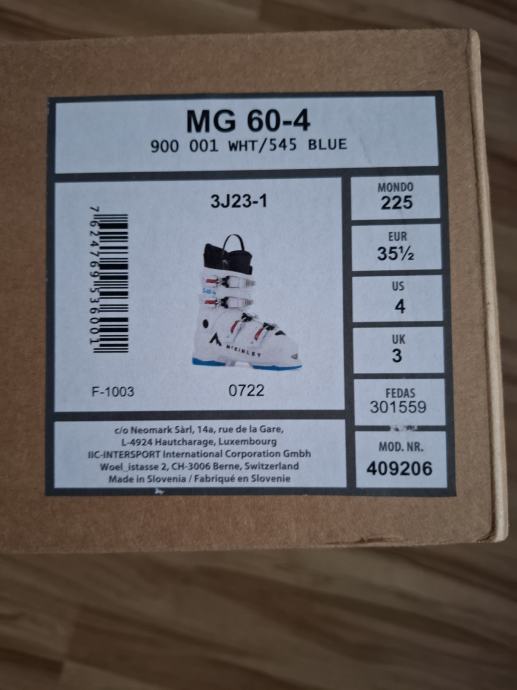 MG 60-4
900 001 WHT/545 BLUE
3J23-1
7624769536001
McKINLEY
F-1003
0722
MONDO
225
EUR
35½
US
4
UK
3
FEDAS
301559
MOD. NR.
409206
c/o Neomark Sàrl, 14a, rue de la Gare,
L-4924 Hautcharage, Luxembourg
IIC-INTERSPORT International Corporation GmbH
Woel_istasse 2, CH-3006 Berne, Switzerland
Made in Slovenia / Fabriqué en Slovenie